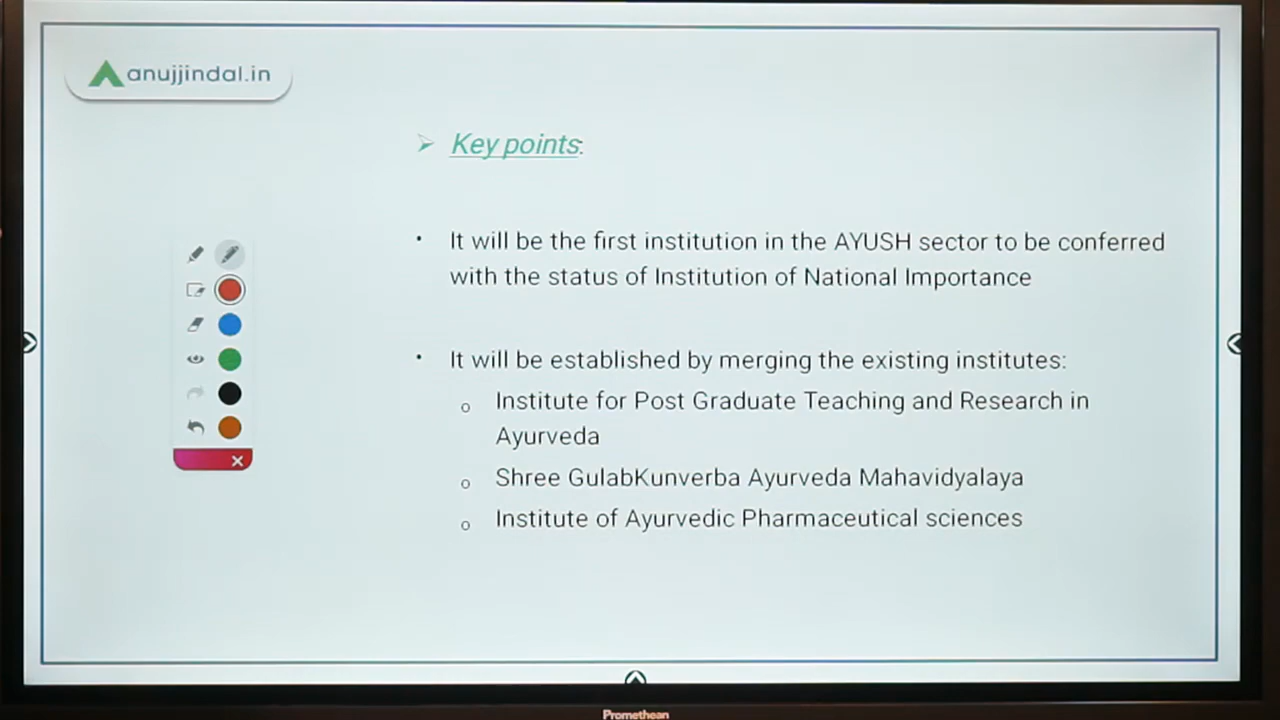 anujjindal.in
Key points:
It will be the first institution in the AYUSH sector to be conferred
with the status of Institution of National Importance
It will be established by merging the existing institutes:
Institute for Post Graduate Teaching and Research in
Ayurveda
Shree GulabKunverba Ayurveda Mahavidyalaya
Institute of Ayurvedic Pharmaceutical sciences
Promethean